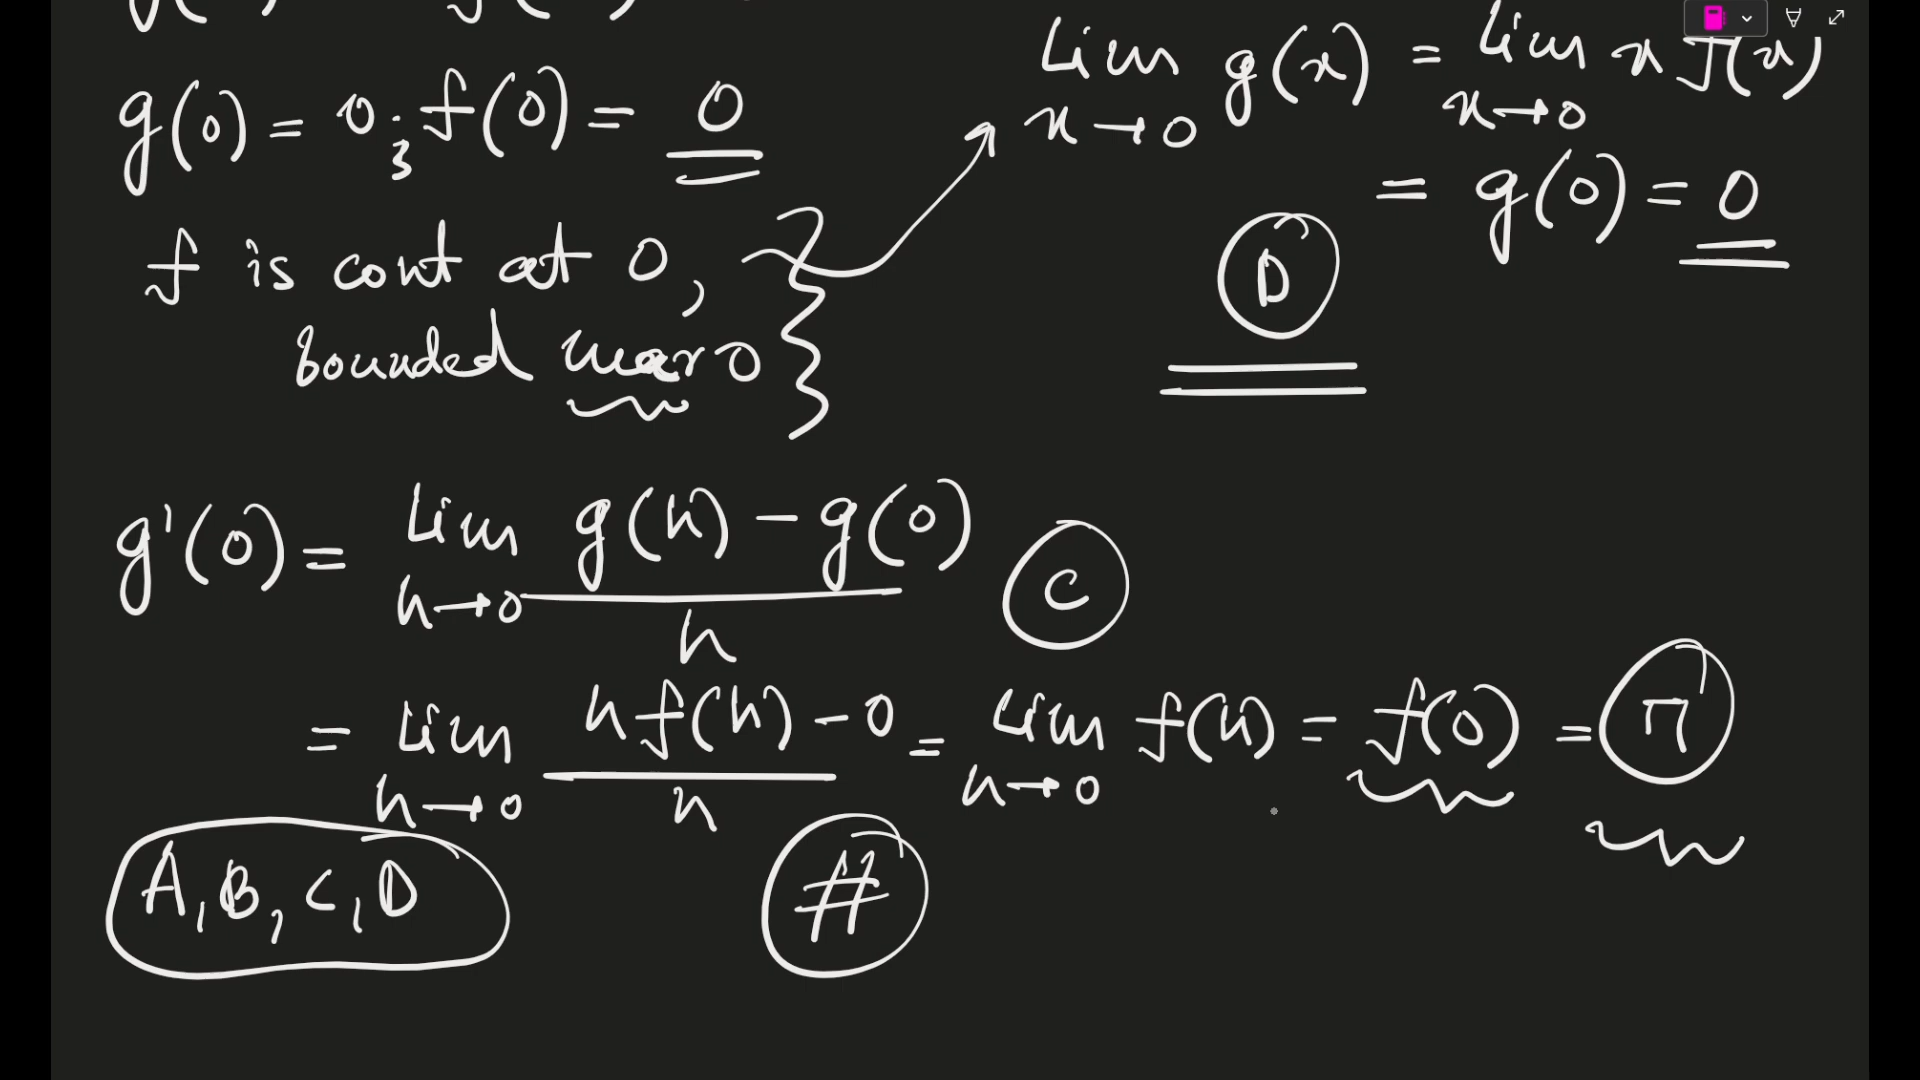 g(0) = 0 · f(0) = 0
f is cont at 0,
bounded near 0
lim x→0 g(x) = lim x→0 x f(x)
= g(0) = 0
D
g'(0) = lim h→0 (g(h) - g(0))/h
C
= lim h→0 (h f(h) - 0)/h = lim h→0 f(h) = f(0) = π
A, B, C, D
#